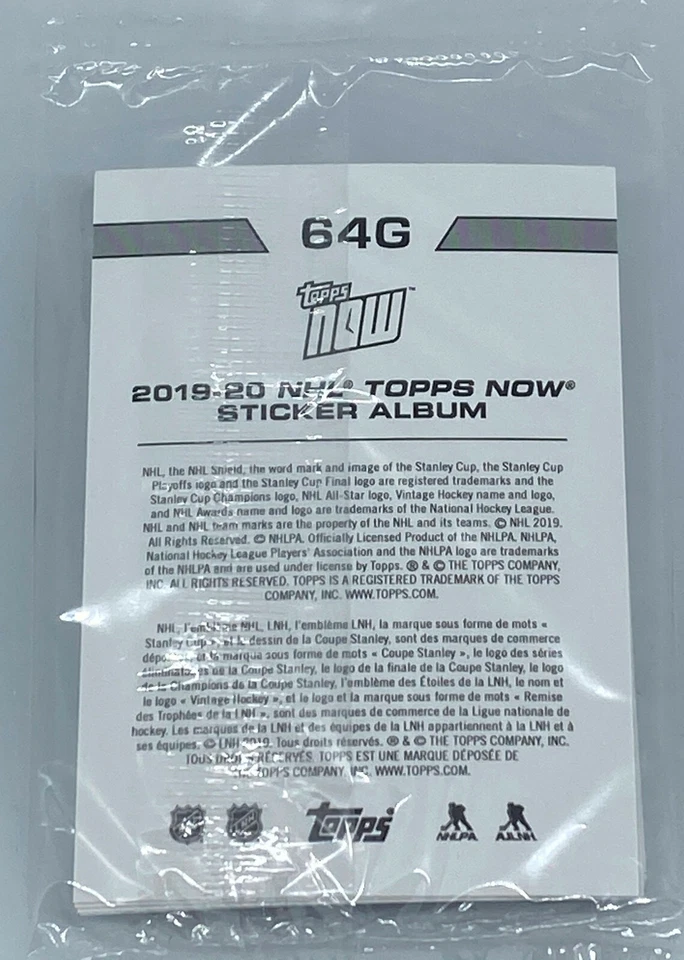 64G
topps
now™
2019-20 NHL® TOPPS NOW®
STICKER ALBUM
NHL, the NHL Shield, the word mark and image of the Stanley Cup, the Stanley Cup
Playoffs logo and the Stanley Cup Final logo are registered trademarks and the
Stanley Cup Champions logo, NHL All-Star logo, Vintage Hockey name and logo,
and NHL Awards name and logo are trademarks of the National Hockey League.
NHL and NHL team marks are the property of the NHL and its teams. © NHL 2019.
All Rights Reserved. © NHLPA. Officially Licensed Product of the NHLPA. NHLPA,
National Hockey League Players' Association and the NHLPA logo are trademarks
of the NHLPA and are used under license by Topps. ® & © THE TOPPS COMPANY,
INC. ALL RIGHTS RESERVED. TOPPS IS A REGISTERED TRADEMARK OF THE TOPPS
COMPANY, INC. WWW.TOPPS.COM.
NHL, l'emblème NHL, LNH, l'emblème LNH, la marque sous forme de mots «
Stanley Cup », et le dessin de la Coupe Stanley, sont des marques de commerce
et la marque sous forme de mots « Coupe Stanley », le logo des séries
éliminatoires de la Coupe Stanley, le logo de la finale de la Coupe Stanley, le logo
de la Champions de la Coupe Stanley, l'emblème des Étoiles de la LNH, le nom et
le logo « Vintage Hockey », et le logo et la marque sous forme de mots « Remise
des Trophées de la LNH », sont des marques de commerce de la Ligue nationale de
hockey. Les marques de la LNH et des équipes de la LNH appartiennent à la LNH et à
ses équipes. © LNH 2019. Tous droits réservés. ® & © THE TOPPS COMPANY, INC.
TOUS DROITS RÉSERVÉS. TOPPS EST UNE MARQUE DÉPOSÉE DE
TOPPS COMPANY, INC. WWW.TOPPS.COM.
topps
NHLPA
AJLNH